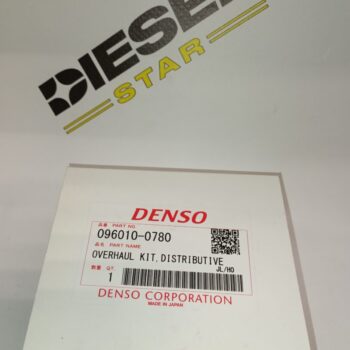 DIESEL
STAR
DENSO
品番 PART NO.
096010-0780
品名 PART NAME
OVERHAUL KIT,DISTRIBUTIVE
JL/HO
数量 QT.
1
DENSO CORPORATION
MADE IN JAPAN